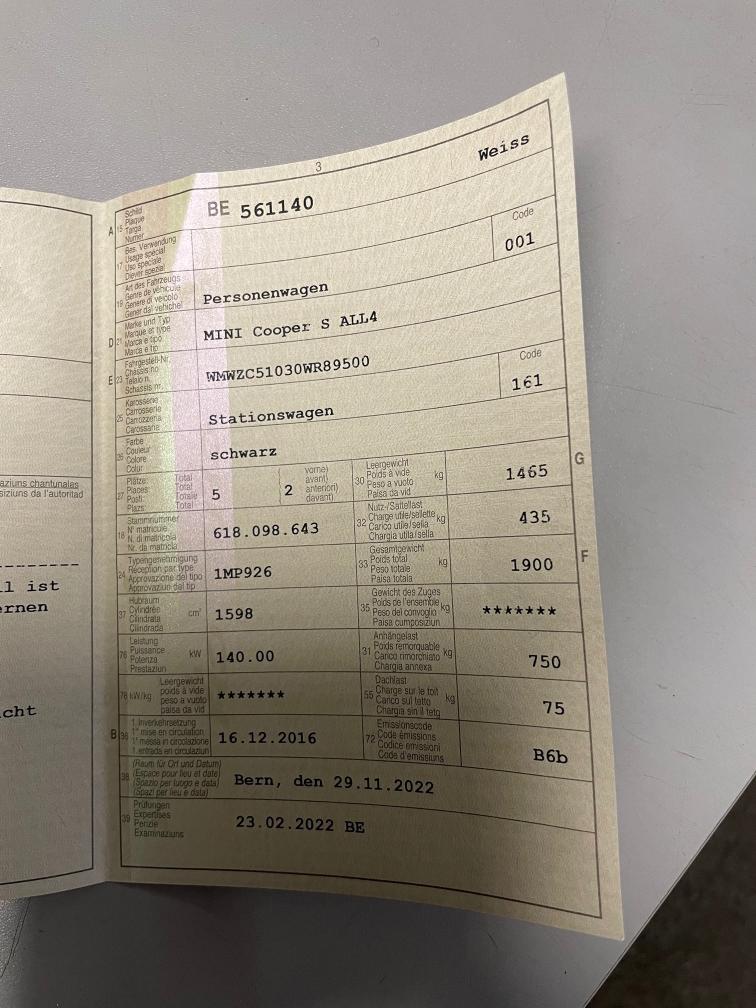 3
A 15 Schild
Plaque
Targa
Numer
BE 561140
Weiss
17 Bes. Verwendung
Usage spécial
Uso speciale
Diever spezial
Code
001
19 Art des Fahrzeugs
Genre de véhicule
Genere di veicolo
Gener dal vehichel
Personenwagen
D 21 Marke und Typ
Marque et type
Marca e tipo
Marca e tip
MINI Cooper S ALL4
E 23 Fahrgestell-Nr.
Châssis no
Telaio n.
Schassis nr.
WMWZC51030WR89500
Code
161
25 Karosserie
Carrosserie
Carrozzeria
Carossaria
Stationswagen
26 Farbe
Couleur
Colore
Colur
schwarz
27 Plätze: Total
Places: Total
Posti: Totale
Plazs: Total
5
2
vorne)
avant)
anteriori)
davant)
30 Leergewicht
Poids à vide
Peso a vuoto
Paisa da vid
kg
1465
G
18 Stammnummer
N° matricule
N. di matricola
Nr. da matricla
618.098.643
32 Nutz-/Sattellast
Charge utile/sellette
Carico utile/sella
Chargia utila/sella
kg
435
24 Typengenehmigung
Réception par type
Approvazione del tipo
Approvaziun dal tip
1MP926
33 Gesamtgewicht
Poids total
Peso totale
Paisa totala
kg
1900
F
37 Hubraum
Cylindrée
Cilindrata
Cilindrada
cm³
1598
35 Gewicht des Zuges
Poids de l'ensemble
Peso del convoglio
Paisa cumposiziun
kg
*******
76 Leistung
Puissance
Potenza
Prestaziun
kW
140.00
31 Anhängelast
Poids remorquable
Carico rimorchiato
Chargia annexa
kg
750
78 kW/kg
Leergewicht
poids à vide
peso a vuoto
paisa da vid
*******
55 Dachlast
Charge sur le toit
Carico sul tetto
Chargia sin il tetg
kg
75
B 36 1. Inverkehrsetzung
1re mise en circulation
1a messa in circolazione
1. entrada en circulaziun
16.12.2016
72 Emissionscode
Code émissions
Codice emissioni
Code d'emissiuns
B6b
38 (Raum für Ort und Datum)
(Espace pour lieu et date)
(Spazio per luogo e data)
(Spazi per lieu e data)
Bern, den 29.11.2022
39 Prüfungen
Expertises
Perizie
Examinaziuns
23.02.2022 BE
chantunalas
da l'autoritad
ist
cht